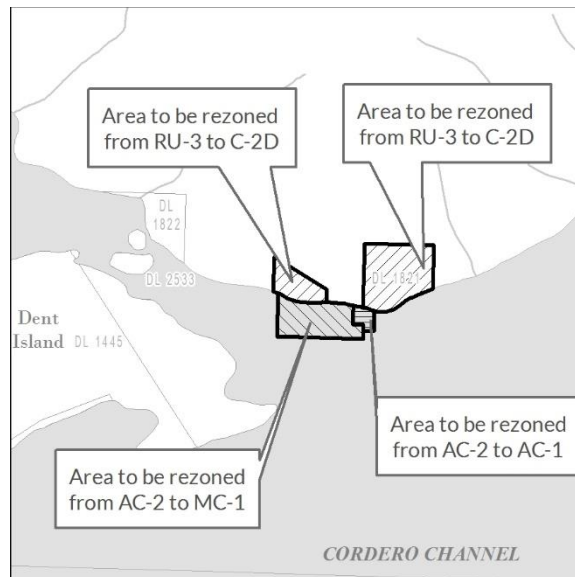 Area to be rezoned
from RU-3 to C-2D
Area to be rezoned
from RU-3 to C-2D
DL
1822
DL 2533
DL 1821
Dent
Island
DL 1445
Area to be rezoned
from AC-2 to AC-1
Area to be rezoned
from AC-2 to MC-1
CORDERO CHANNEL